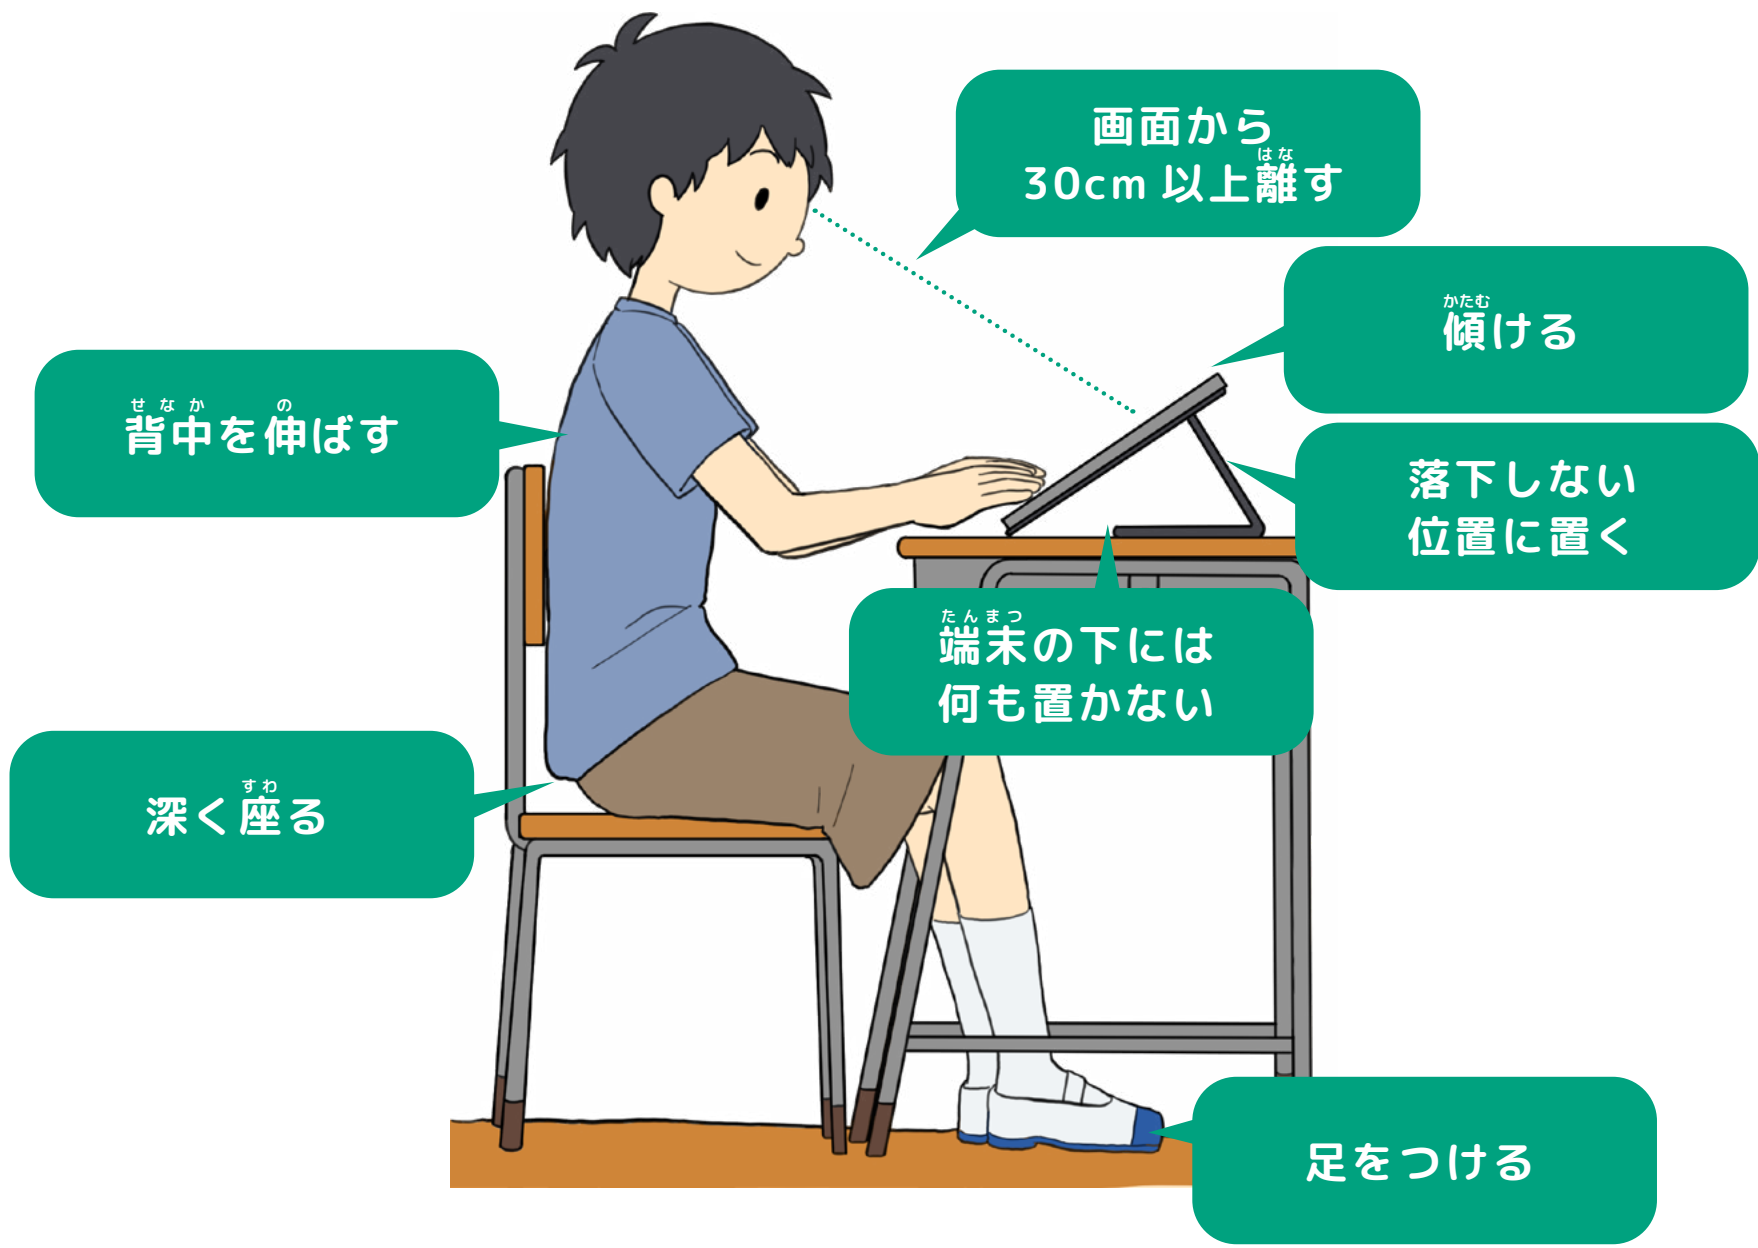 画面から
30cm 以上離す
はな
傾ける
かたむ
背中を伸ばす
せなか の
落下しない
位置に置く
端末の下には
たんまつ
何も置かない
深く座る
すわ
足をつける